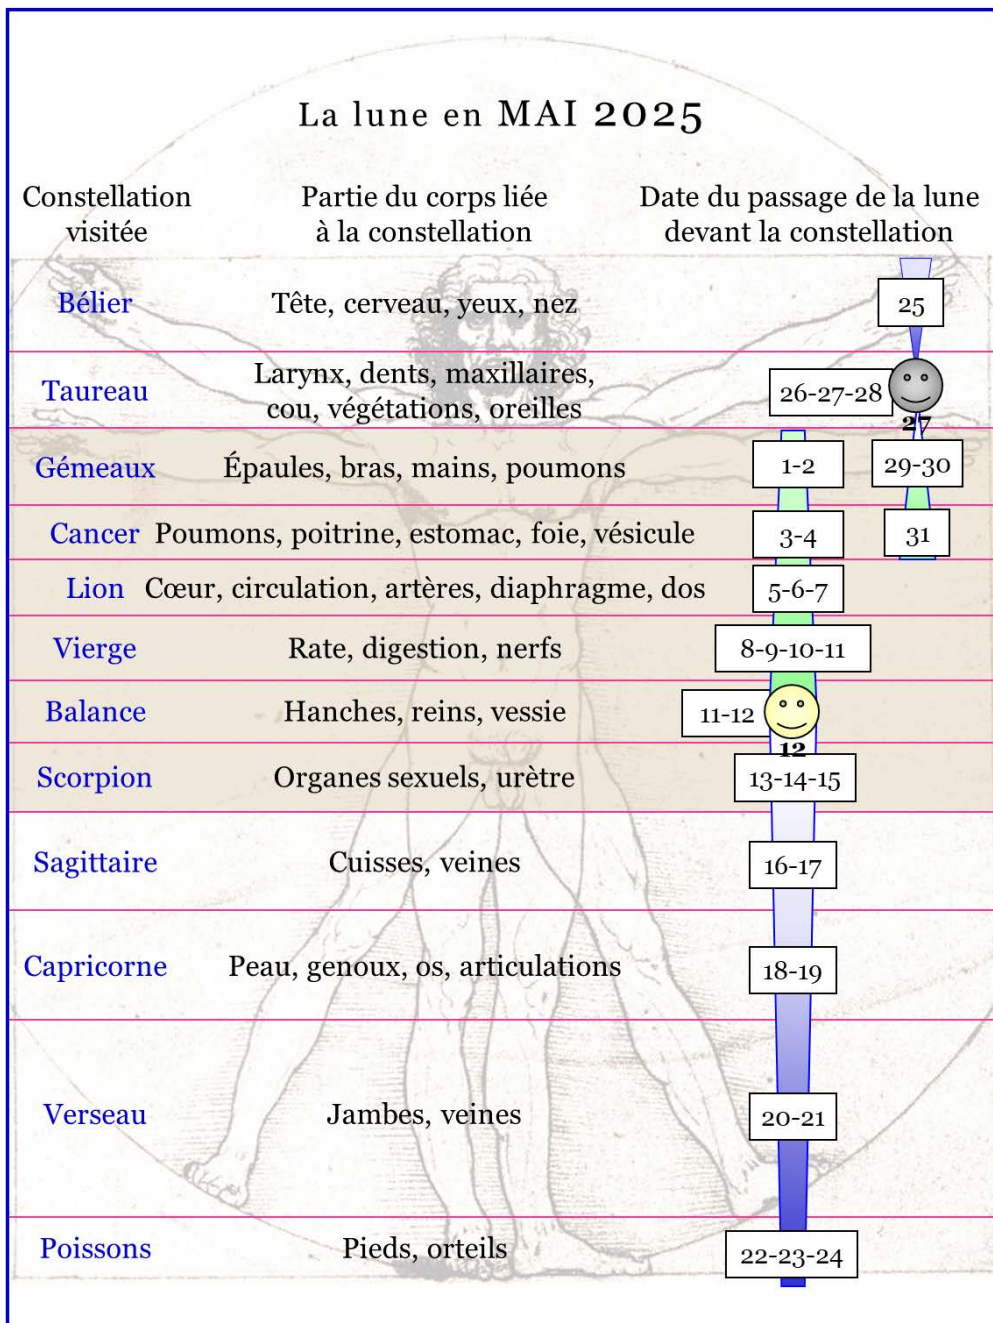 La lune en MAI 2025
Constellation visitée
Partie du corps liée à la constellation
Date du passage de la lune devant la constellation
Bélier
Tête, cerveau, yeux, nez
25
Taureau
Larynx, dents, maxillaires,
cou, végétations, oreilles
26-27-28
27
Gémeaux
Épaules, bras, mains, poumons
1-2
29-30
Cancer
Poumons, poitrine, estomac, foie, vésicule
3-4
31
Lion
Cœur, circulation, artères, diaphragme, dos
5-6-7
Vierge
Rate, digestion, nerfs
8-9-10-11
Balance
Hanches, reins, vessie
11-12
12
Scorpion
Organes sexuels, urètre
13-14-15
Sagittaire
Cuisses, veines
16-17
Capricorne
Peau, genoux, os, articulations
18-19
Verseau
Jambes, veines
20-21
Poissons
Pieds, orteils
22-23-24